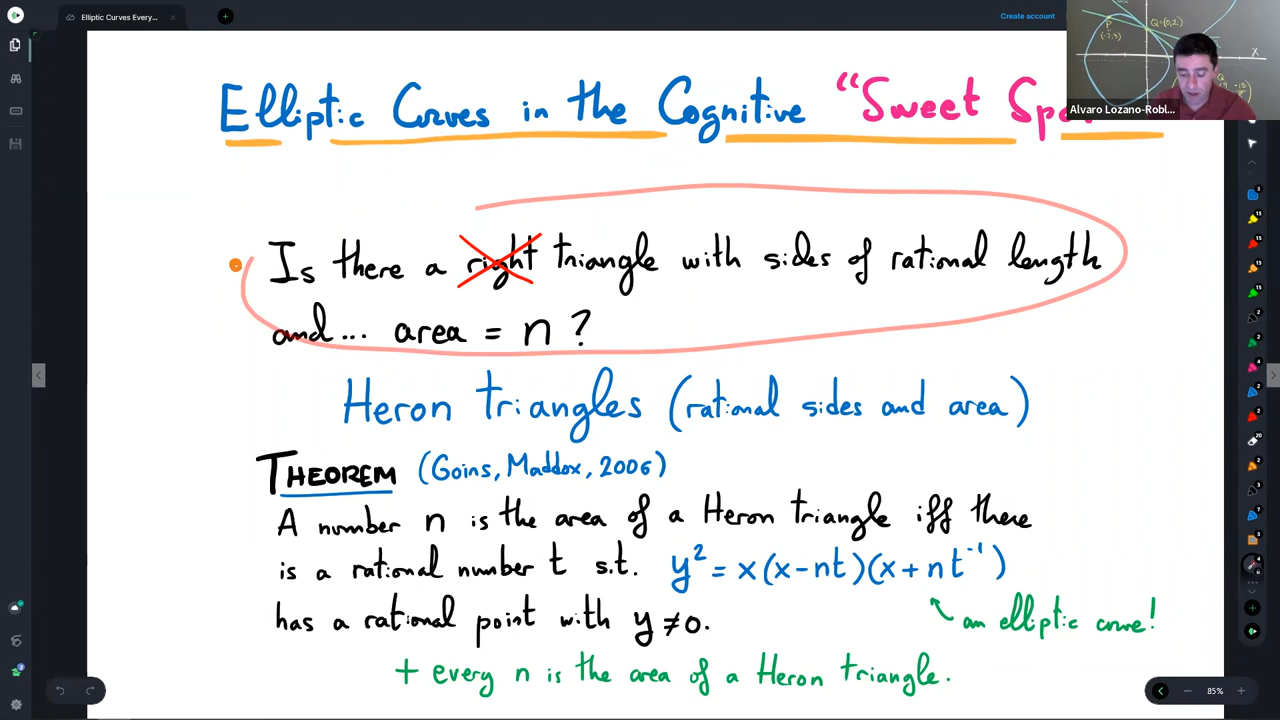 Elliptic Curves Every...
Create account
Elliptic Curves in the Cognitive "Sweet
Alvaro Lozano-Robl...
Is there a right triangle with sides of rational length
and... area = n ?
Heron triangles (rational sides and area)
THEOREM (Goins, Maddox, 2006)
A number n is the area of a Heron triangle iff there
is a rational number t s.t. y² = x(x-nt)(x+nt⁻¹)
has a rational point with y≠0.
an elliptic curve!
+ every n is the area of a Heron triangle.
85%